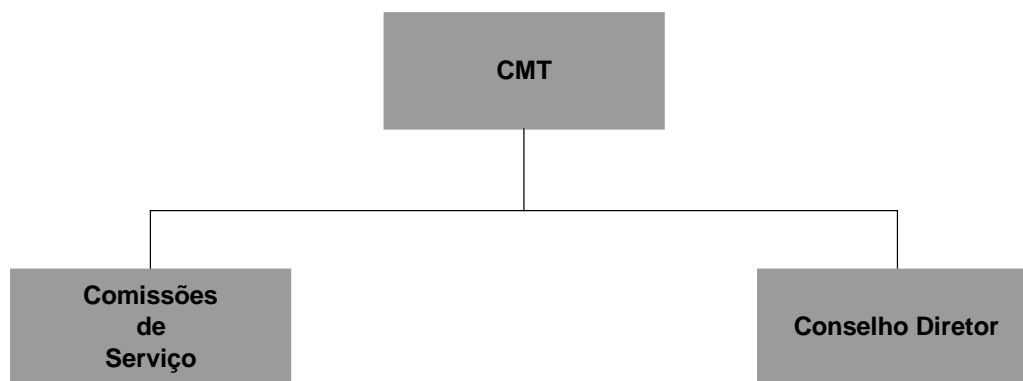 CMT
Comissões
de
Serviço
Conselho Diretor